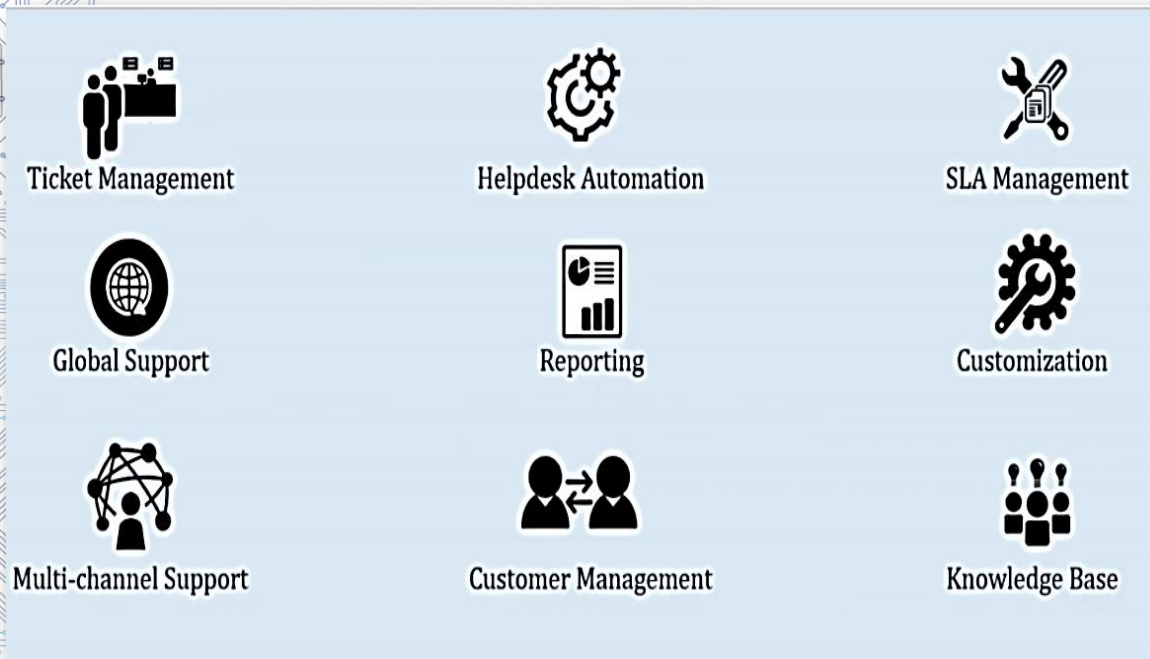 Ticket Management
Helpdesk Automation
SLA Management
Global Support
Reporting
Customization
Multi-channel Support
Customer Management
Knowledge Base